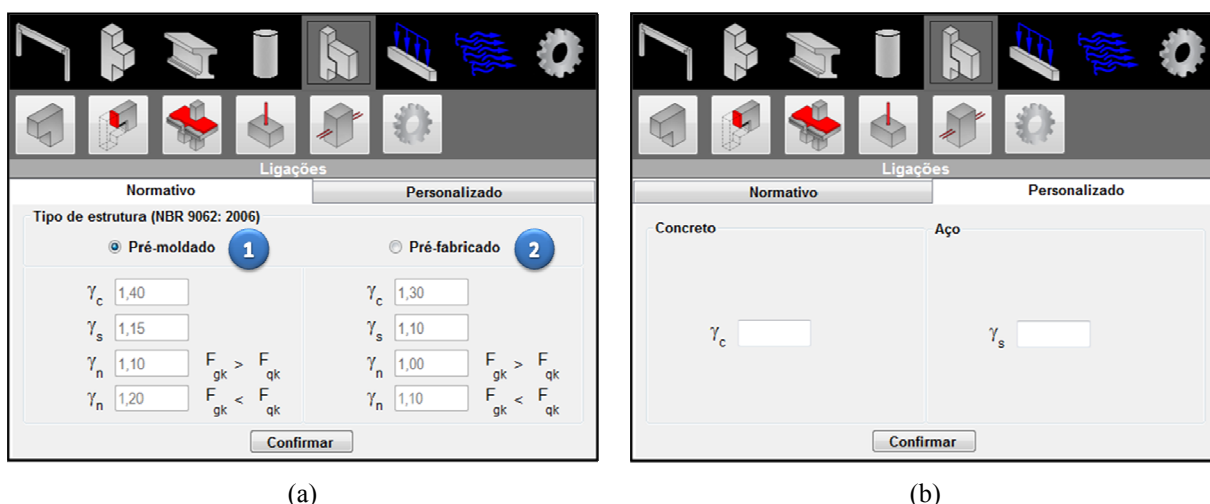 Ligações
Normativo Personalizado
Tipo de estrutura (NBR 9062: 2006)
Pré-moldado 1 Pré-fabricado 2
γc 1,40 γc 1,30
γs 1,15 γs 1,10
γn 1,10 Fgk > Fqk γn 1,00 Fgk > Fqk
γn 1,20 Fgk < Fqk γn 1,10 Fgk < Fqk
Confirmar
(a)
Ligações
Normativo Personalizado
Concreto Aço
γc γs
Confirmar
(b)